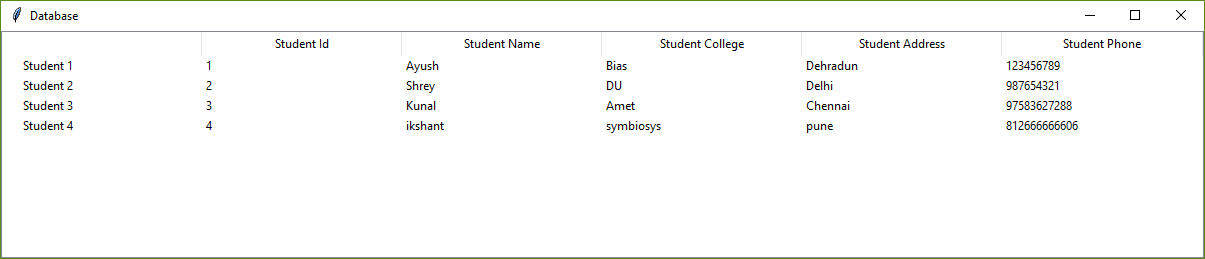 Database
Student Id Student Name Student College Student Address Student Phone
Student 1 1 Ayush Bias Dehradun 123456789
Student 2 2 Shrey DU Delhi 987654321
Student 3 3 Kunal Amet Chennai 97583627288
Student 4 4 ikshant symbiosys pune 812666666606